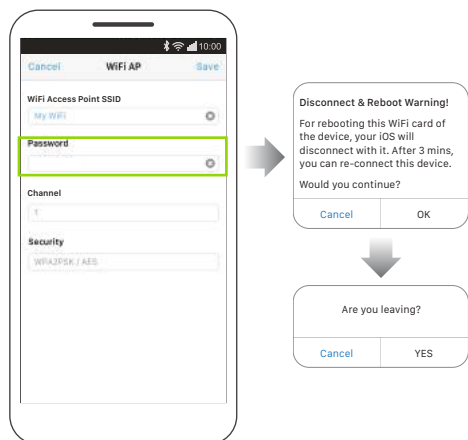 10:00
Cancel WiFi AP Save
WiFi Access Point SSID
My WiFi
Password
Channel
1
Security
WPA2PSK / AES
Disconnect & Reboot Warning!
For rebooting this WiFi card of
the device, your iOS will
disconnect with it. After 3 mins,
you can re-connect this device.
Would you continue?
Cancel OK
Are you leaving?
Cancel YES